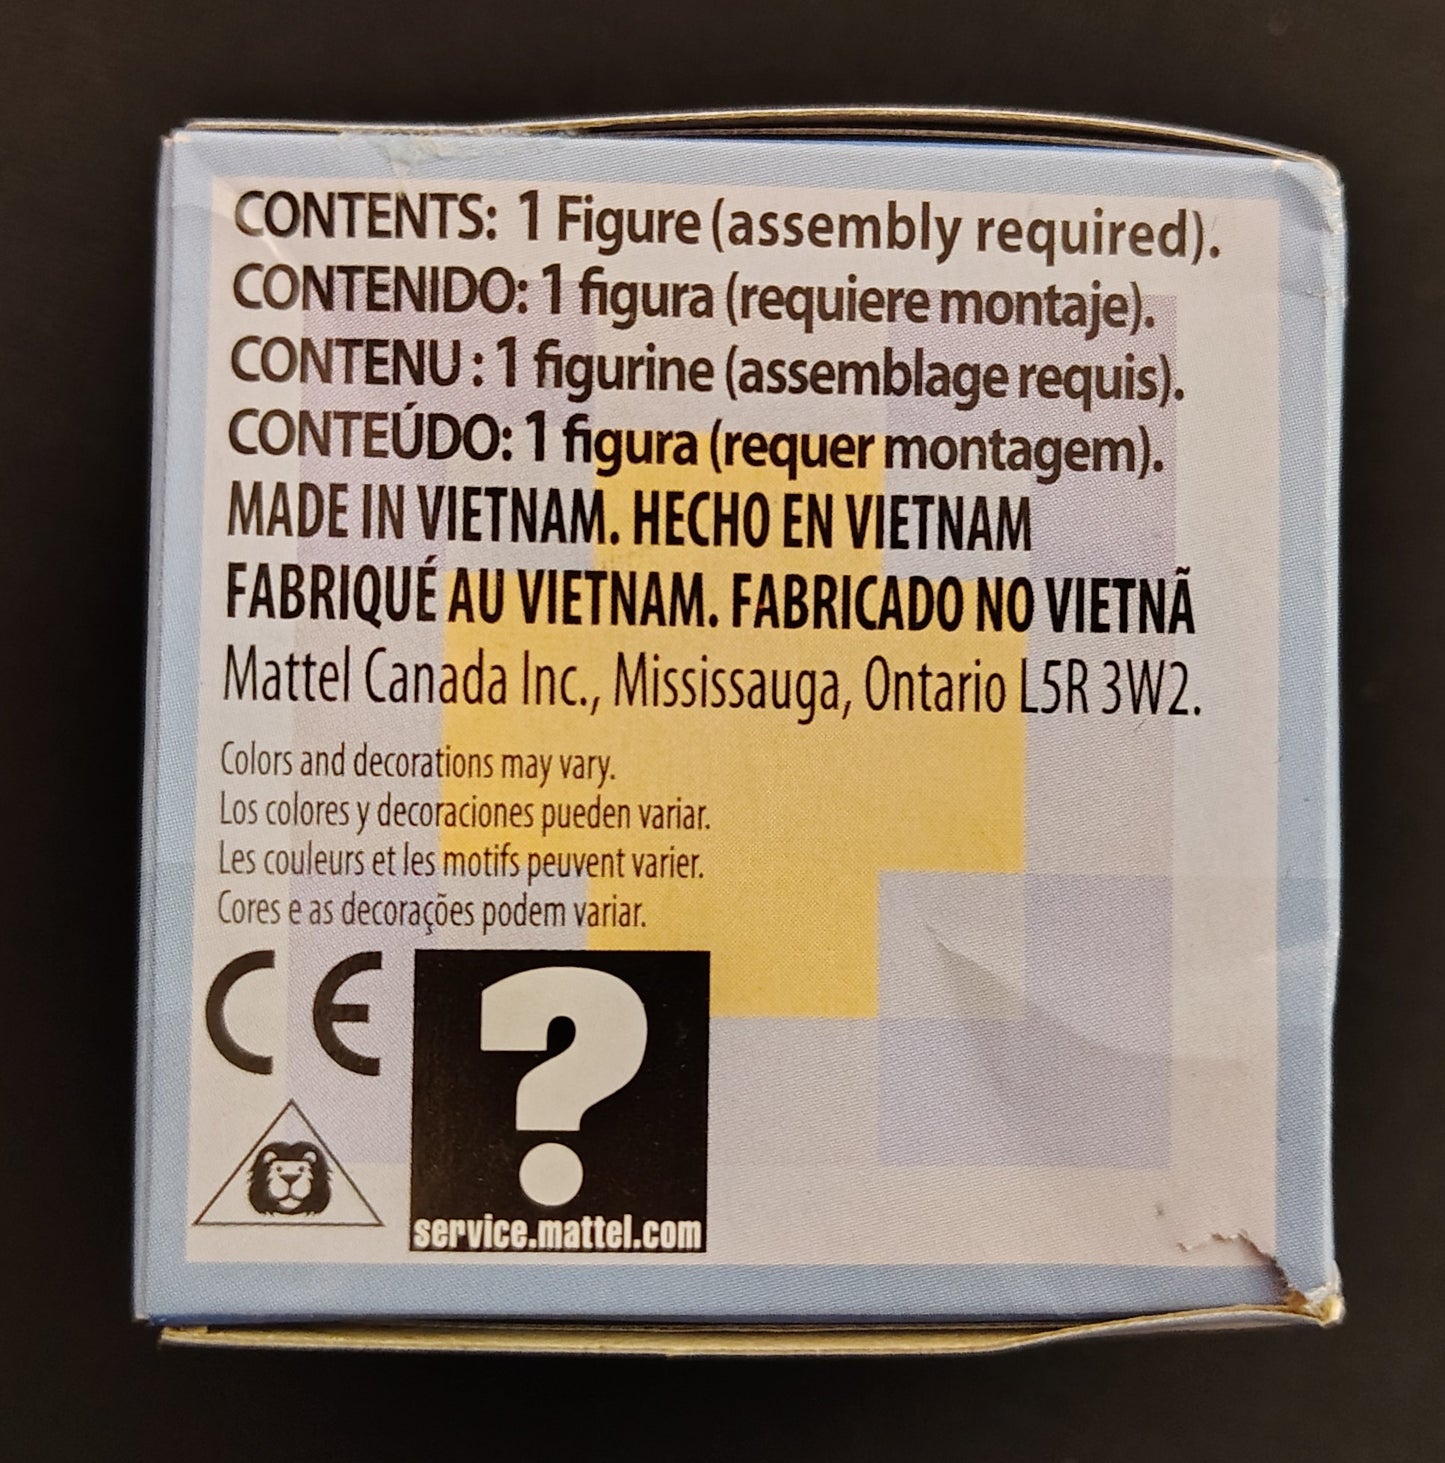 CONTENTS: 1 Figure (assembly required).
CONTENIDO: 1 figura (requiere montaje).
CONTENU : 1 figurine (assemblage requis).
CONTEÚDO: 1 figura (requer montagem).
MADE IN VIETNAM. HECHO EN VIETNAM
FABRIQUÉ AU VIETNAM. FABRICADO NO VIETNÃ
Mattel Canada Inc., Mississauga, Ontario L5R 3W2.
Colors and decorations may vary.
Los colores y decoraciones pueden variar.
Les couleurs et les motifs peuvent varier.
Cores e as decorações podem variar.
CE
?
service.mattel.com